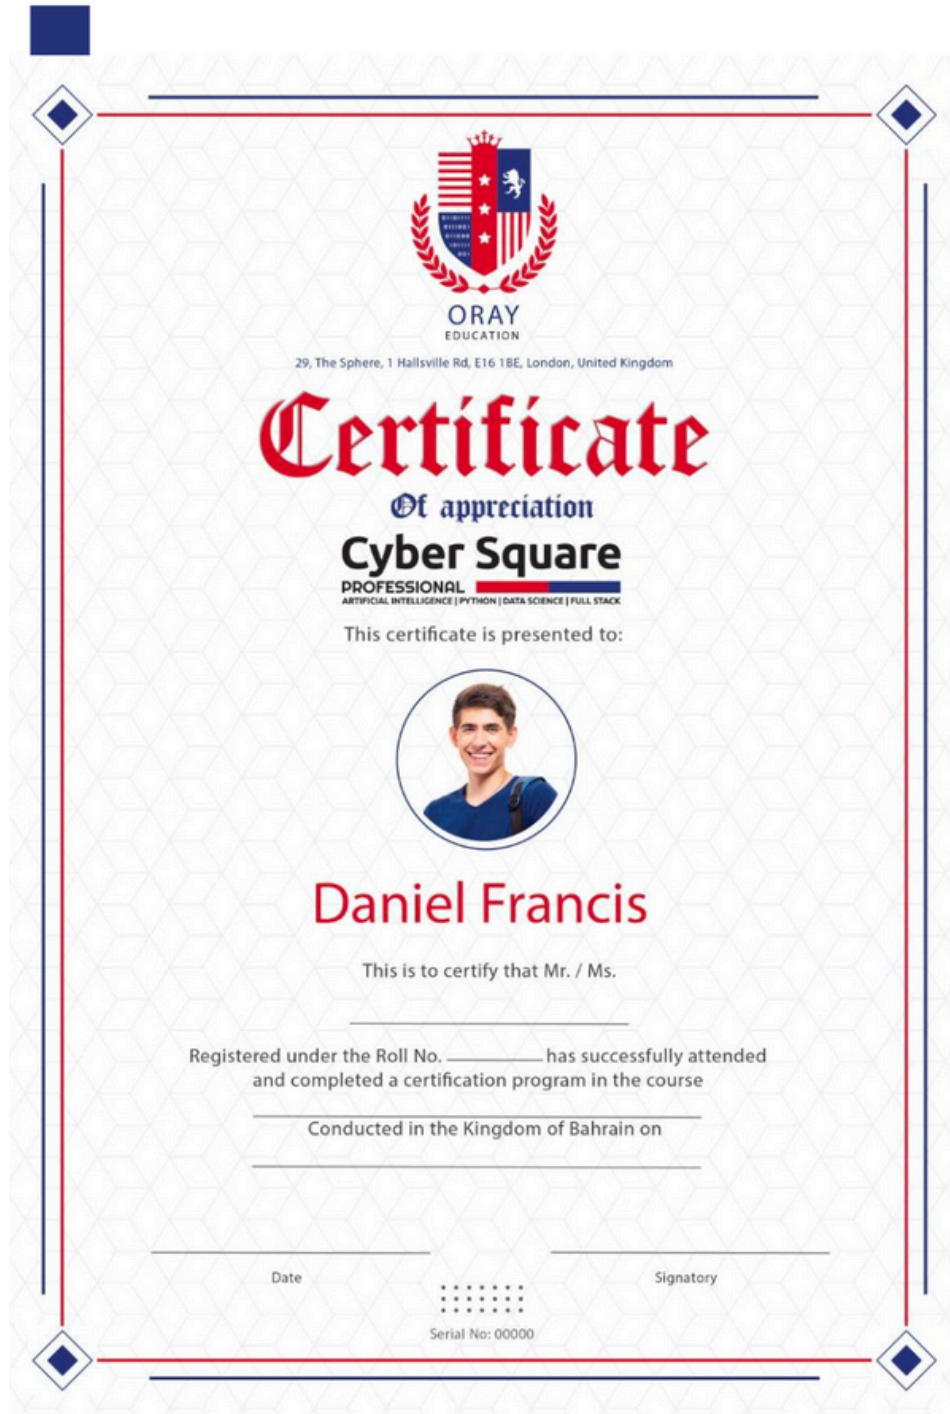 ORAY
EDUCATION
29, The Sphere, 1 Hallsville Rd, E16 1BE, London, United Kingdom
Certificate
Of appreciation
Cyber Square
PROFESSIONAL
ARTIFICIAL INTELLIGENCE | PYTHON | DATA SCIENCE | FULL STACK
This certificate is presented to:
Daniel Francis
This is to certify that Mr. / Ms.
Registered under the Roll No. __________ has successfully attended
and completed a certification program in the course
Conducted in the Kingdom of Bahrain on
Date
Signatory
Serial No: 00000